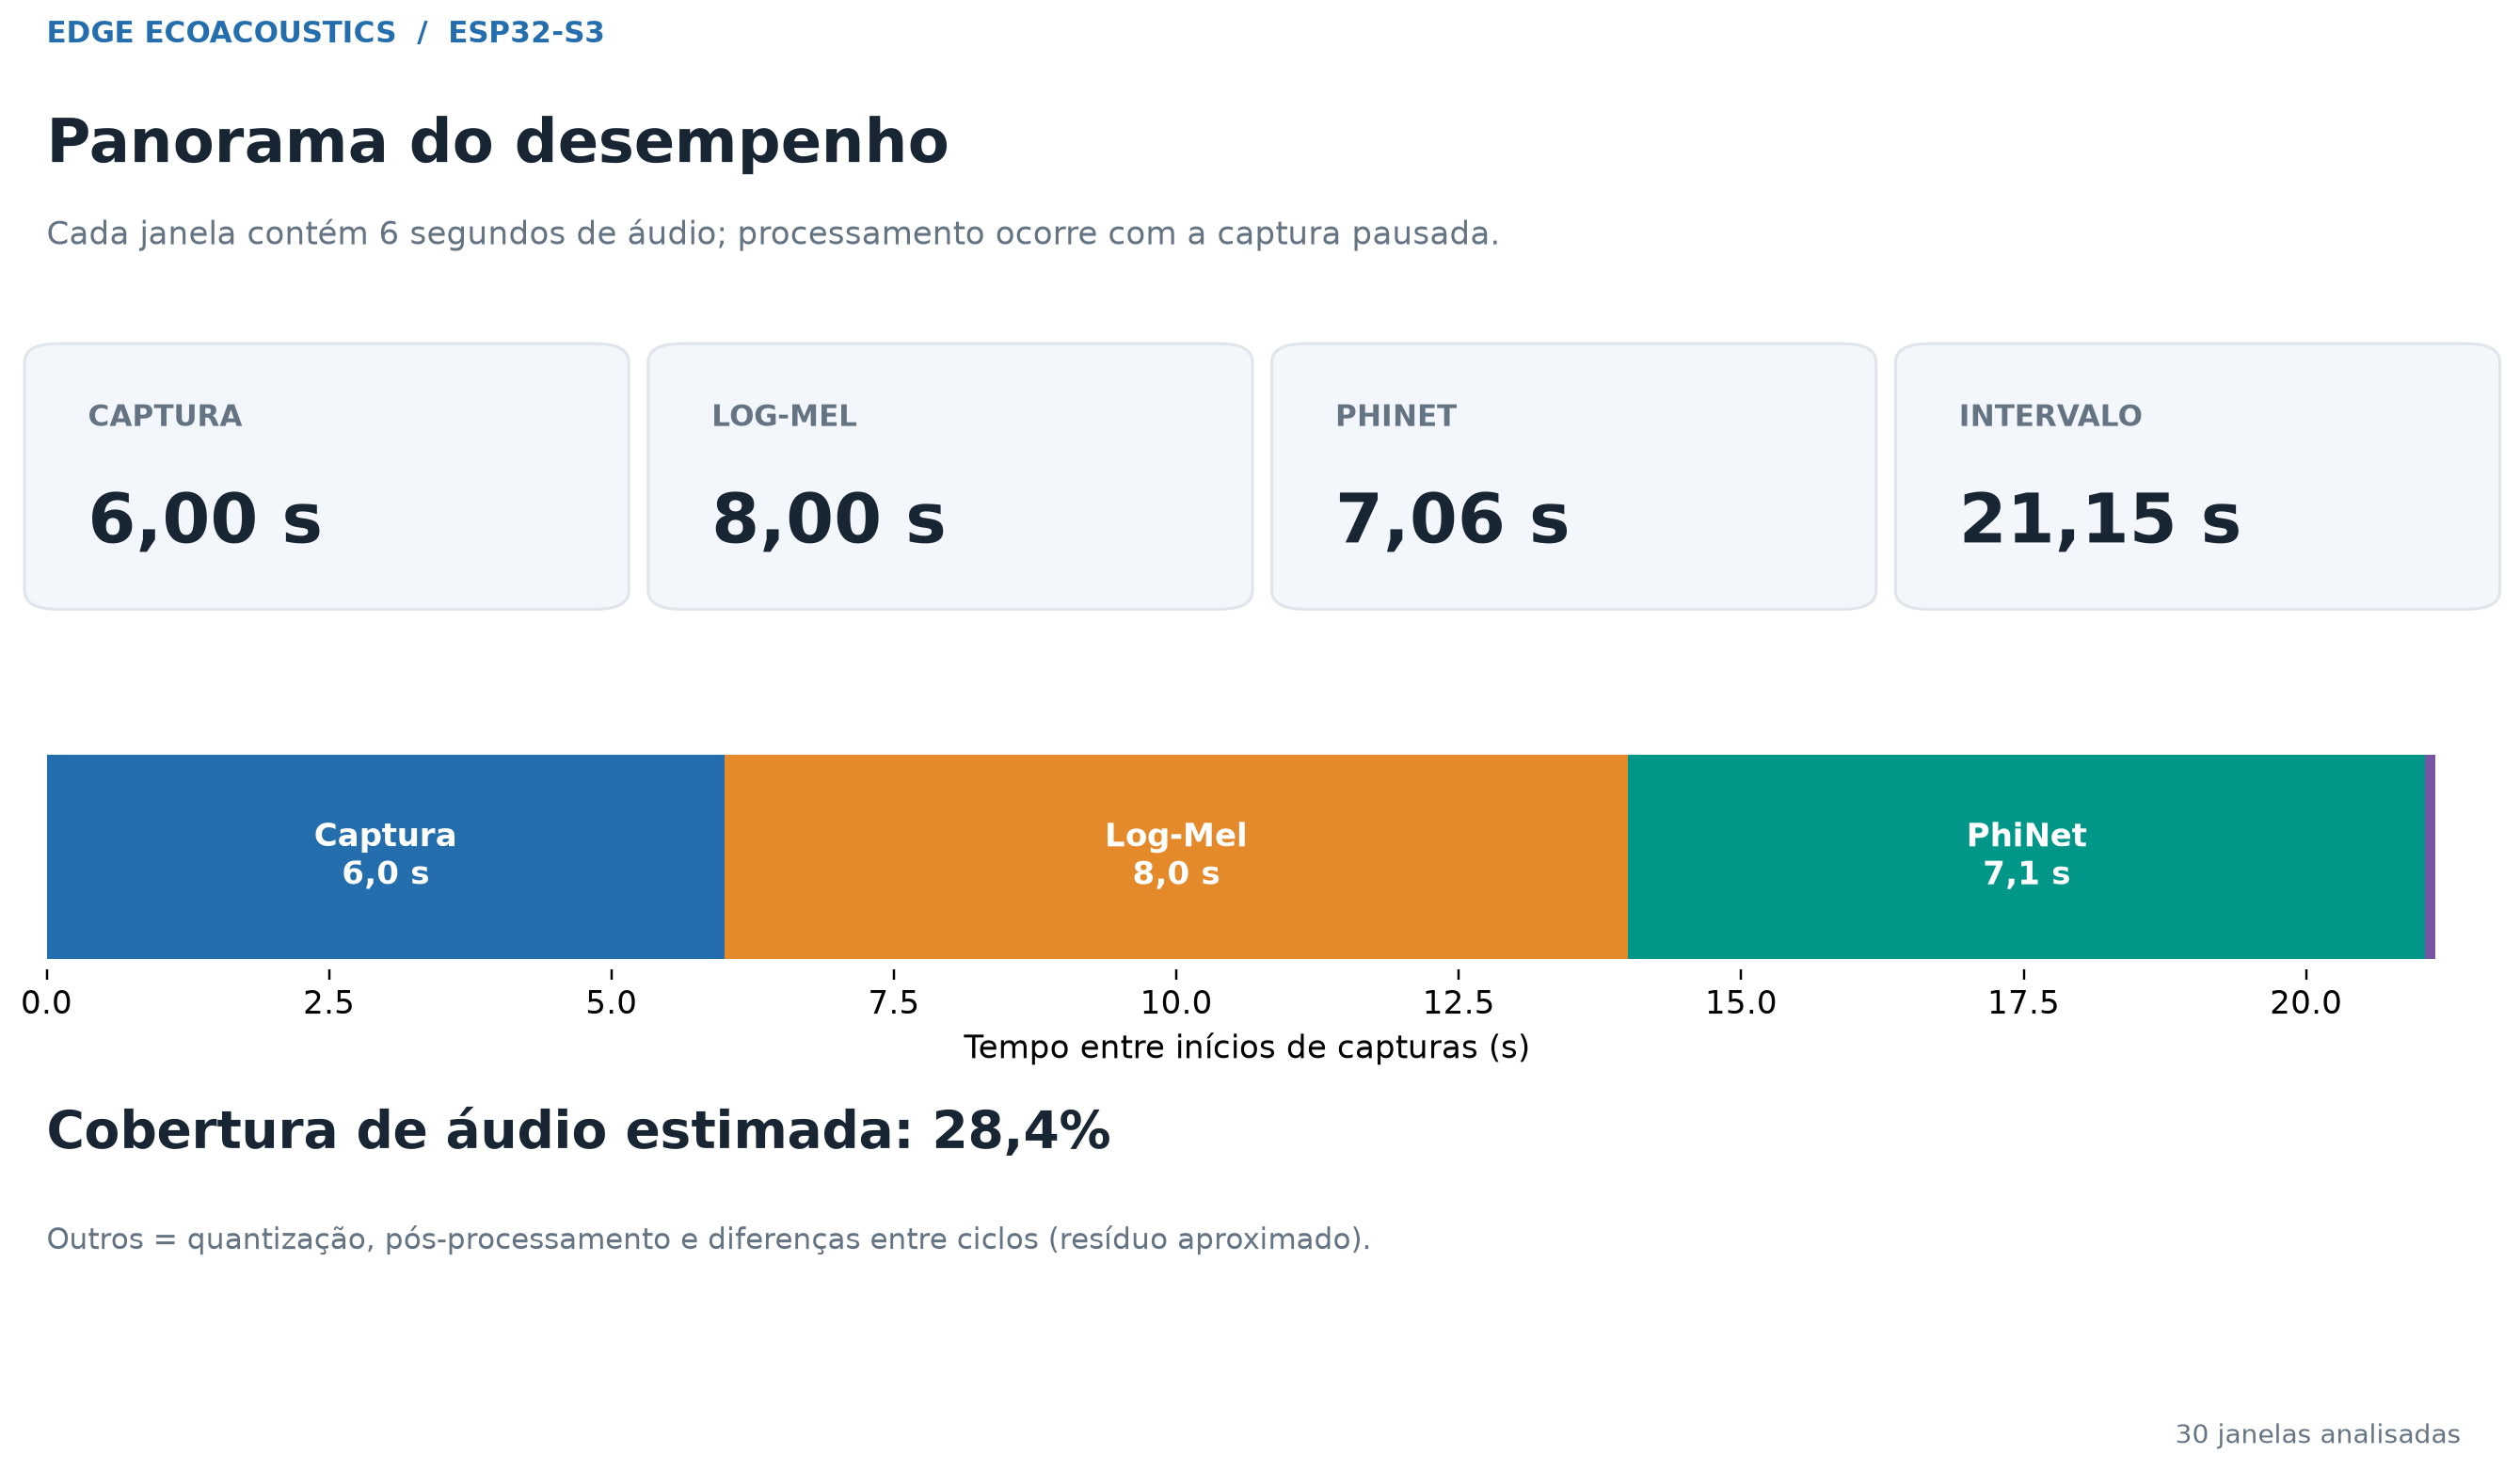 EDGE ECOACOUSTICS / ESP32-S3
Panorama do desempenho
Cada janela contém 6 segundos de áudio; processamento ocorre com a captura pausada.
CAPTURA
6,00 s
LOG-MEL
8,00 s
PHINET
7,06 s
INTERVALO
21,15 s
Captura
6,0 s
Log-Mel
8,0 s
PhiNet
7,1 s
0.0 2.5 5.0 7.5 10.0 12.5 15.0 17.5 20.0
Tempo entre inícios de capturas (s)
Cobertura de áudio estimada: 28,4%
Outros = quantização, pós-processamento e diferenças entre ciclos (resíduo aproximado).
30 janelas analisadas